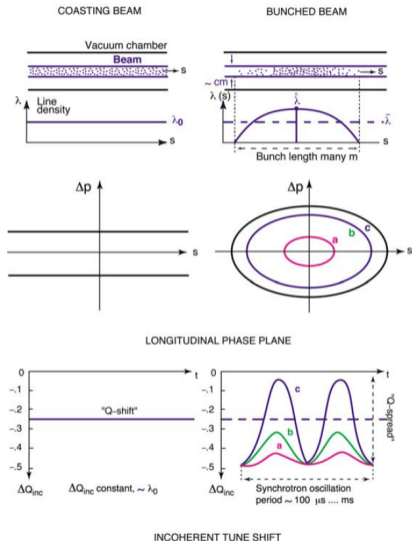 COASTING BEAM
BUNCHED BEAM
Vacuum chamber
Beam
s
~ cm
s
λ
Line
density
λ₀
s
λ (s)
λ̂
λ̄
s
Bunch length many m
Δp
s
Δp
a
b
c
s
LONGITUDINAL PHASE PLANE
0
t
-.1
-.2
"Q-shift"
-.3
-.4
-.5
ΔQinc
ΔQinc constant, ~ λ₀
0
t
-.1
c
-.2
-.3
b
-.4
a
-.5
"Q-spread"
ΔQinc
Synchrotron oscillation
period ~ 100 μs .... ms
INCOHERENT TUNE SHIFT